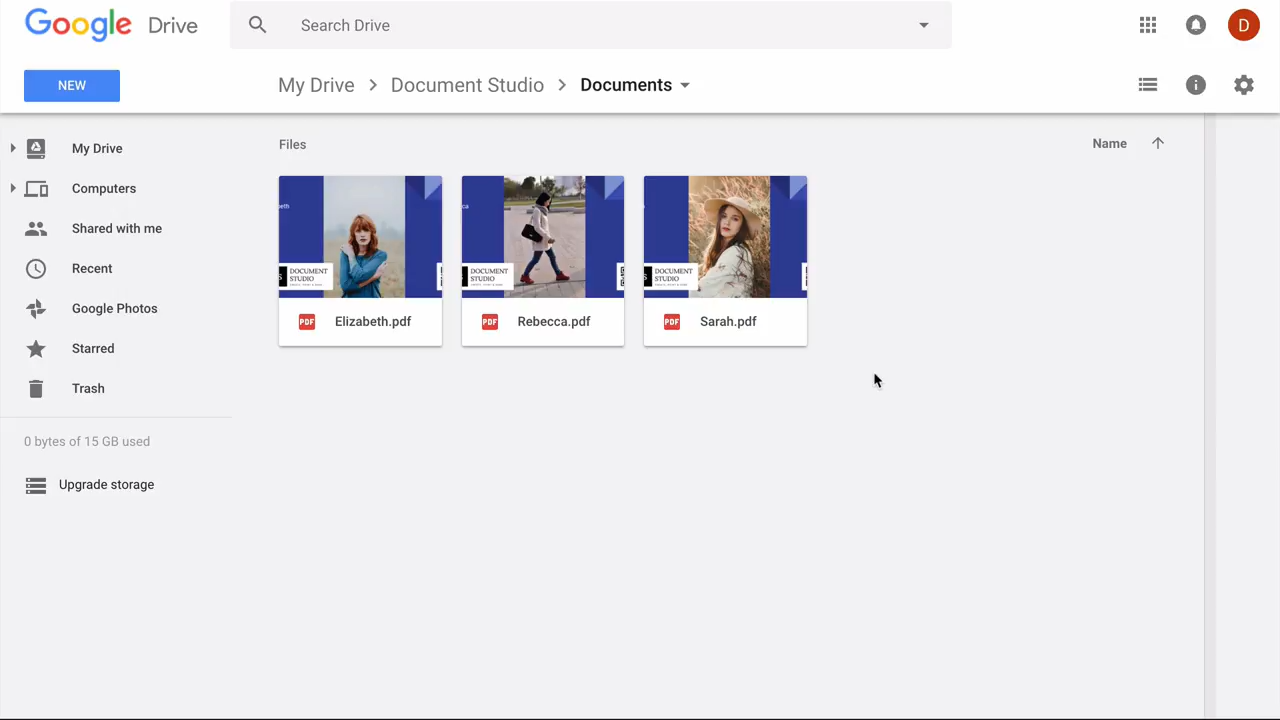 Google Drive
Search Drive
D
NEW
My Drive
Document Studio
Documents
My Drive
Computers
Shared with me
Recent
Google Photos
Starred
Trash
0 bytes of 15 GB used
Upgrade storage
Files
Name
DOCUMENT
STUDIO
PDF
Elizabeth.pdf
DOCUMENT
STUDIO
PDF
Rebecca.pdf
DOCUMENT
STUDIO
PDF
Sarah.pdf